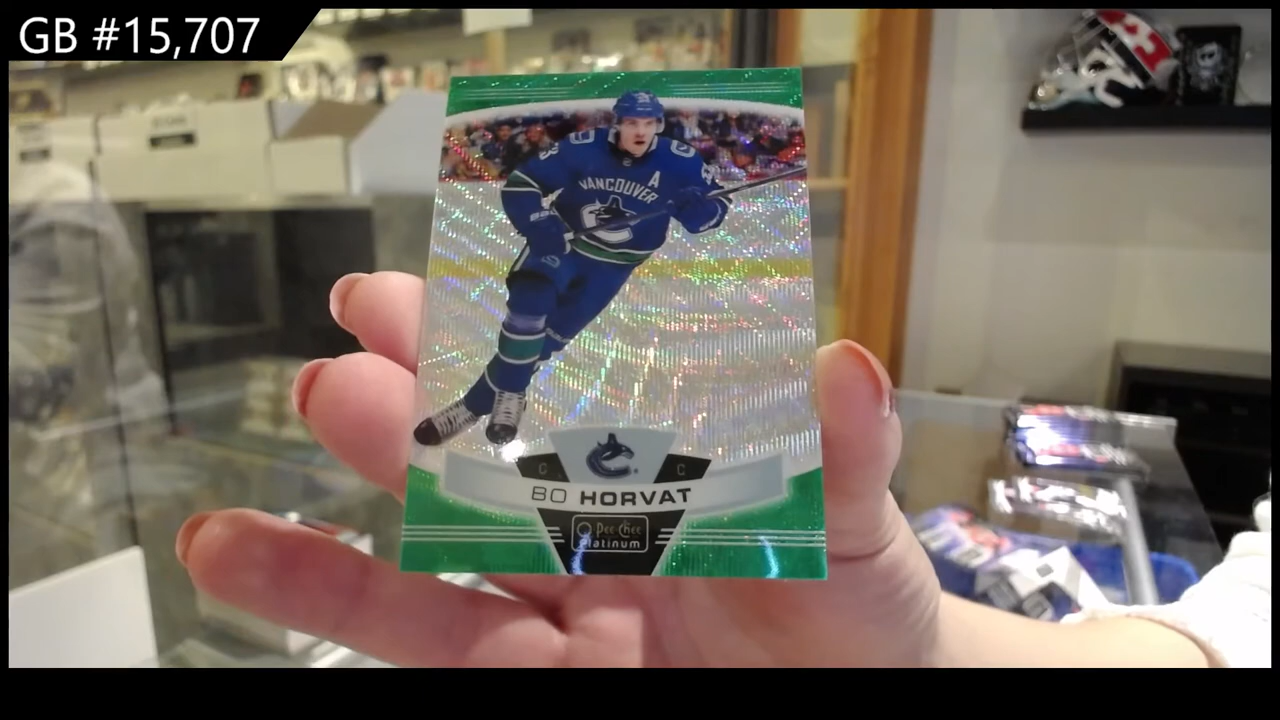 GB #15,707
A
VANCOUVER
C C
BO HORVAT
O Pee Chee
Platinum